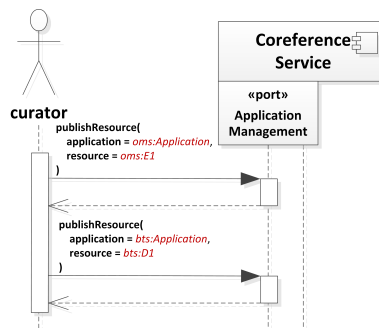 Coreference
Service
«port»
Application
Management
curator
publishResource(
application = oms:Application,
resource = oms:E1
)
publishResource(
application = bts:Application,
resource = bts:D1
)